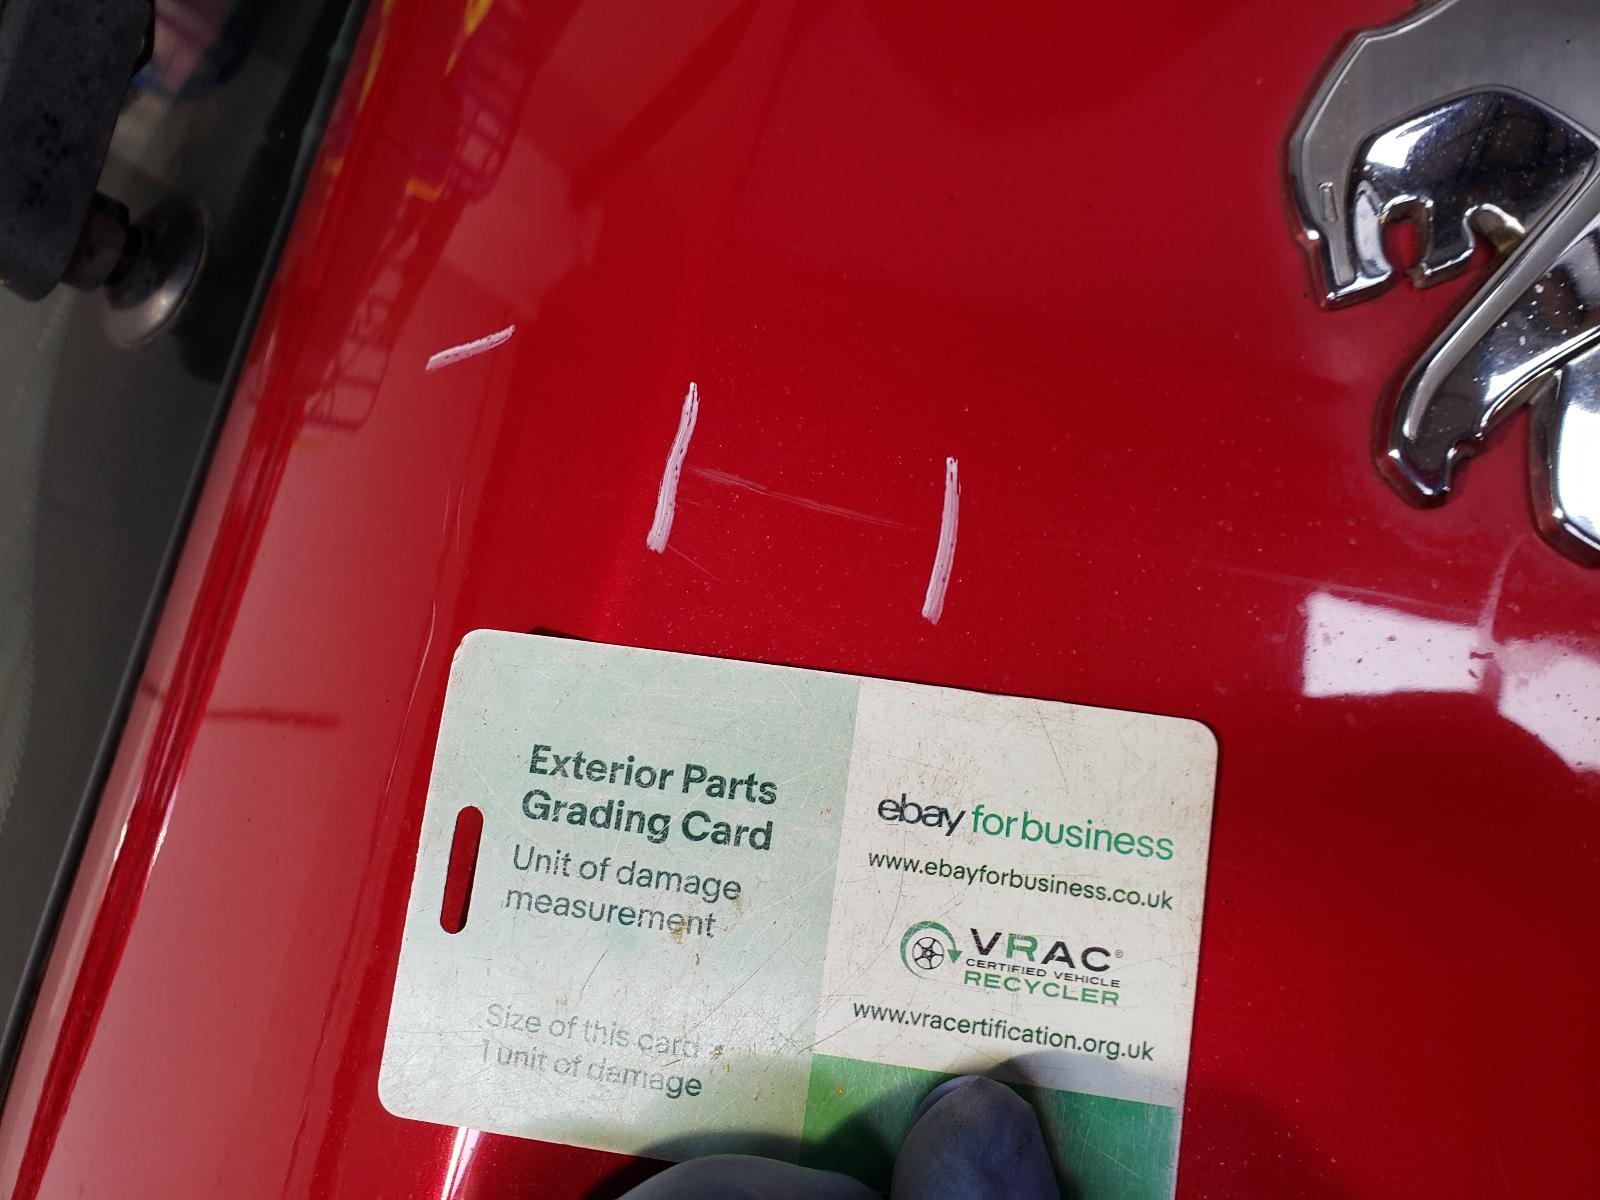 Exterior Parts
Grading Card
Unit of damage
measurement
Size of this card =
1 unit of damage
ebay for business
www.ebayforbusiness.co.uk
VRAC®
CERTIFIED VEHICLE
RECYCLER
www.vracertification.org.uk